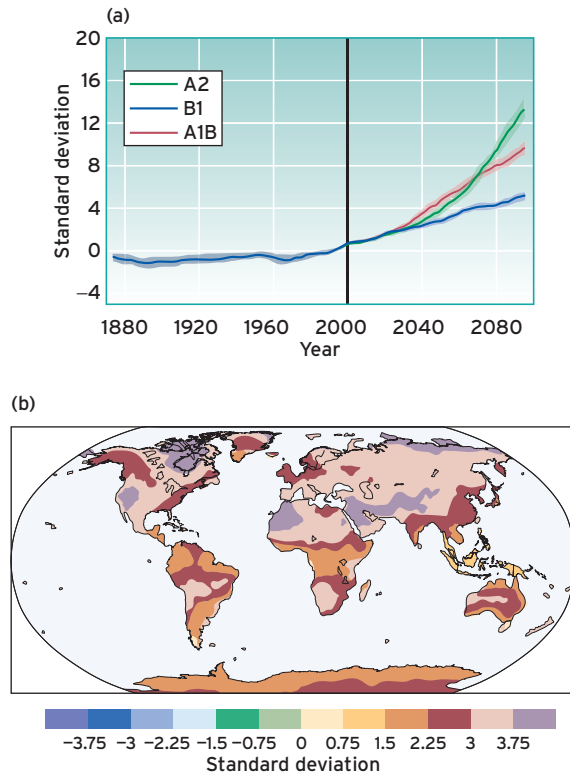 (a)
20
16
12
8
4
0
−4
Standard deviation
A2
B1
A1B
1880 1920 1960 2000 2040 2080
Year
(b)
−3.75 −3 −2.25 −1.5 −0.75 0 0.75 1.5 2.25 3 3.75
Standard deviation